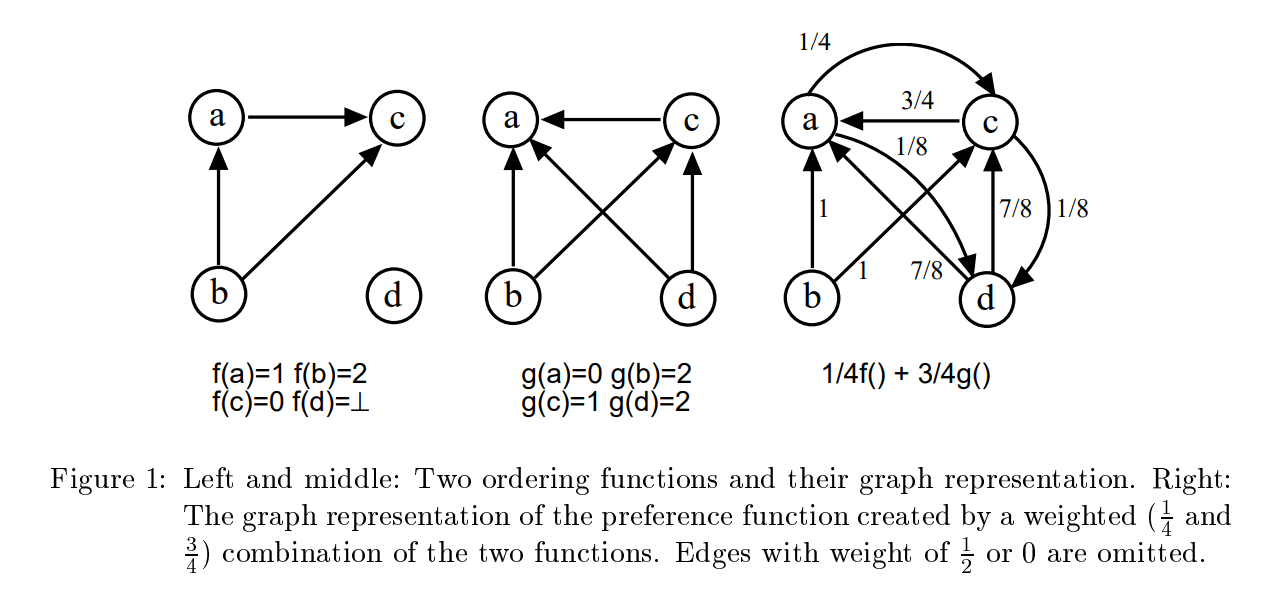 1/4
a
c
a
c
a
3/4
c
1/8
1
7/8
1/8
b
d
b
d
b
1
7/8
d
f(a)=1 f(b)=2
f(c)=0 f(d)=⊥
g(a)=0 g(b)=2
g(c)=1 g(d)=2
1/4f() + 3/4g()
Figure 1: Left and middle: Two ordering functions and their graph representation. Right:
The graph representation of the preference function created by a weighted (1/4 and
3/4) combination of the two functions. Edges with weight of 1/2 or 0 are omitted.